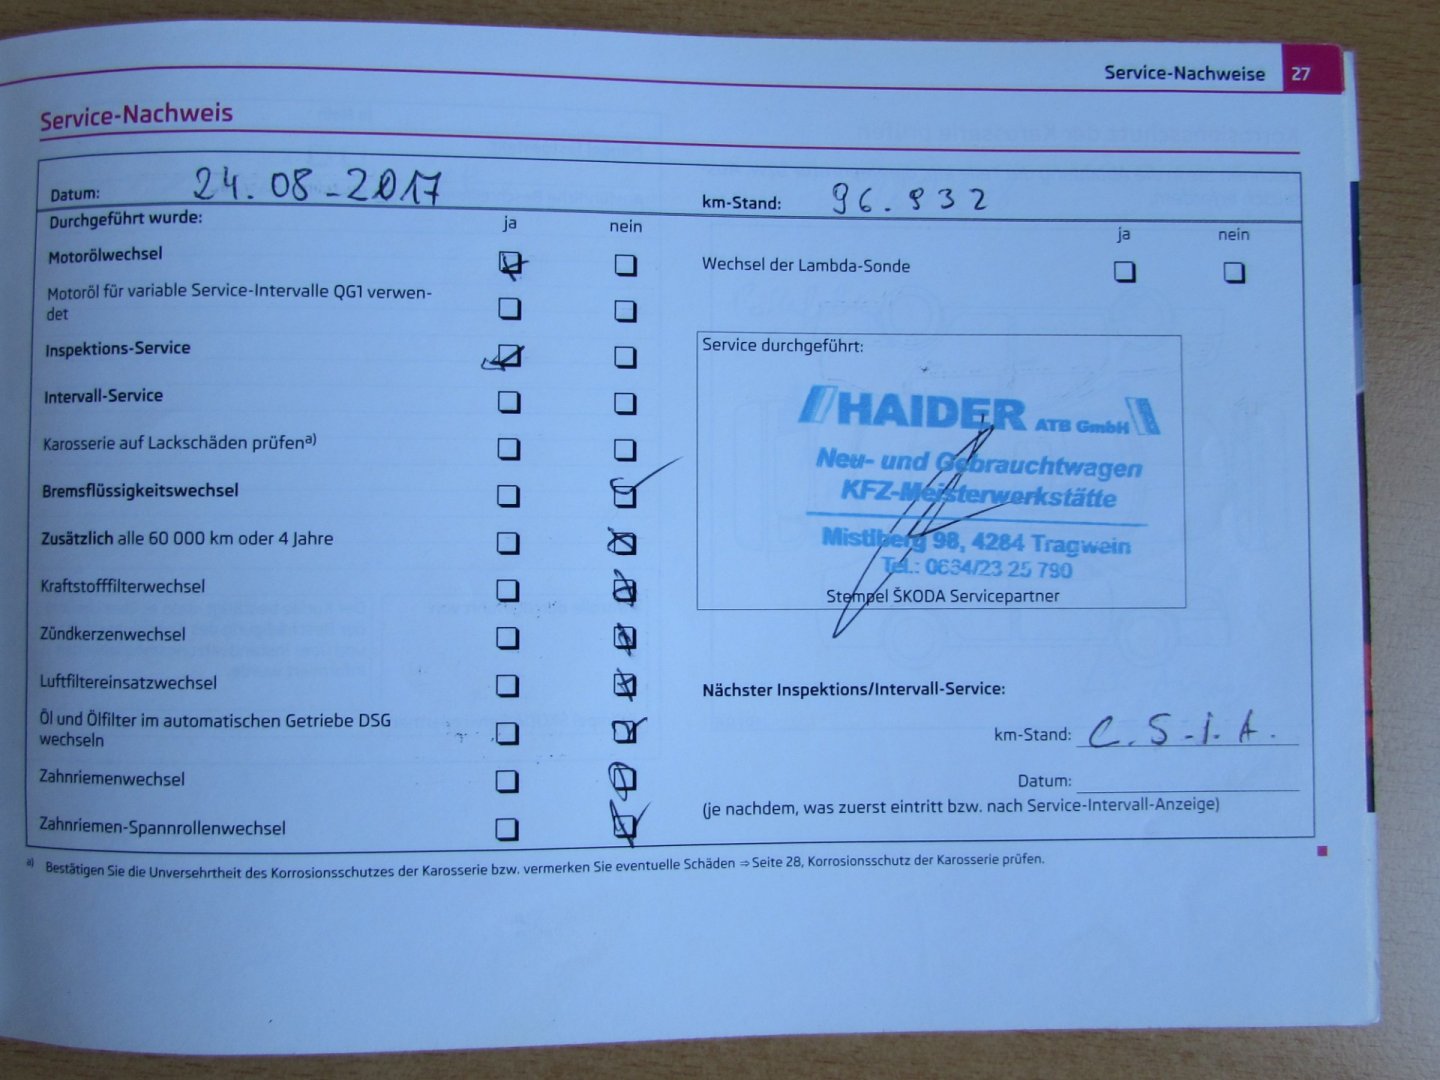 Service-Nachweise 27
Service-Nachweis
Datum: 24.08-2017
km-Stand: 96.932
Durchgeführt wurde:
ja nein
Motorölwechsel
Motoröl für variable Service-Intervalle QG1 verwen-
det
Inspektions-Service
Intervall-Service
Karosserie auf Lackschäden prüfena)
Bremsflüssigkeitswechsel
Zusätzlich alle 60 000 km oder 4 Jahre
Kraftstofffilterwechsel
Zündkerzenwechsel
Luftfiltereinsatzwechsel
Öl und Ölfilter im automatischen Getriebe DSG
wechseln
Zahnriemenwechsel
Zahnriemen-Spannrollenwechsel
ja nein
Wechsel der Lambda-Sonde
Service durchgeführt:
HAIDER ATB GmbH
Neu- und Gebrauchtwagen
KFZ-Meisterwerkstätte
Mistlberg 98, 4284 Tragwein
Tel.: 0664/23 25 790
Stempel ŠKODA Servicepartner
Nächster Inspektions/Intervall-Service:
km-Stand: C.S.I.A.
Datum:
(je nachdem, was zuerst eintritt bzw. nach Service-Intervall-Anzeige)
a) Bestätigen Sie die Unversehrtheit des Korrosionsschutzes der Karosserie bzw. vermerken Sie eventuelle Schäden ⇒ Seite 28, Korrosionsschutz der Karosserie prüfen.